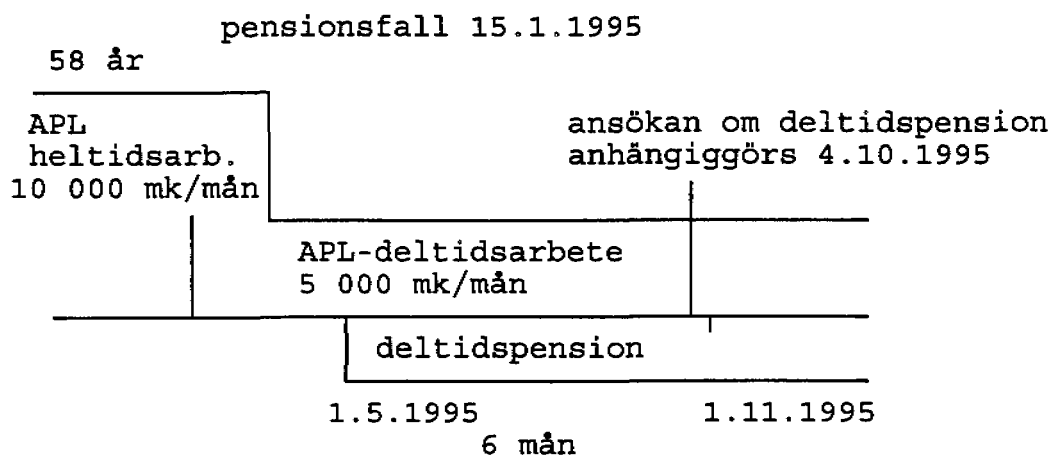 pensionsfall 15.1.1995
58 år
APL
heltidsarb.
10 000 mk/mån
ansökan om deltidspension
anhängiggörs 4.10.1995
APL-deltidsarbete
5 000 mk/mån
deltidspension
1.5.1995
1.11.1995
6 mån